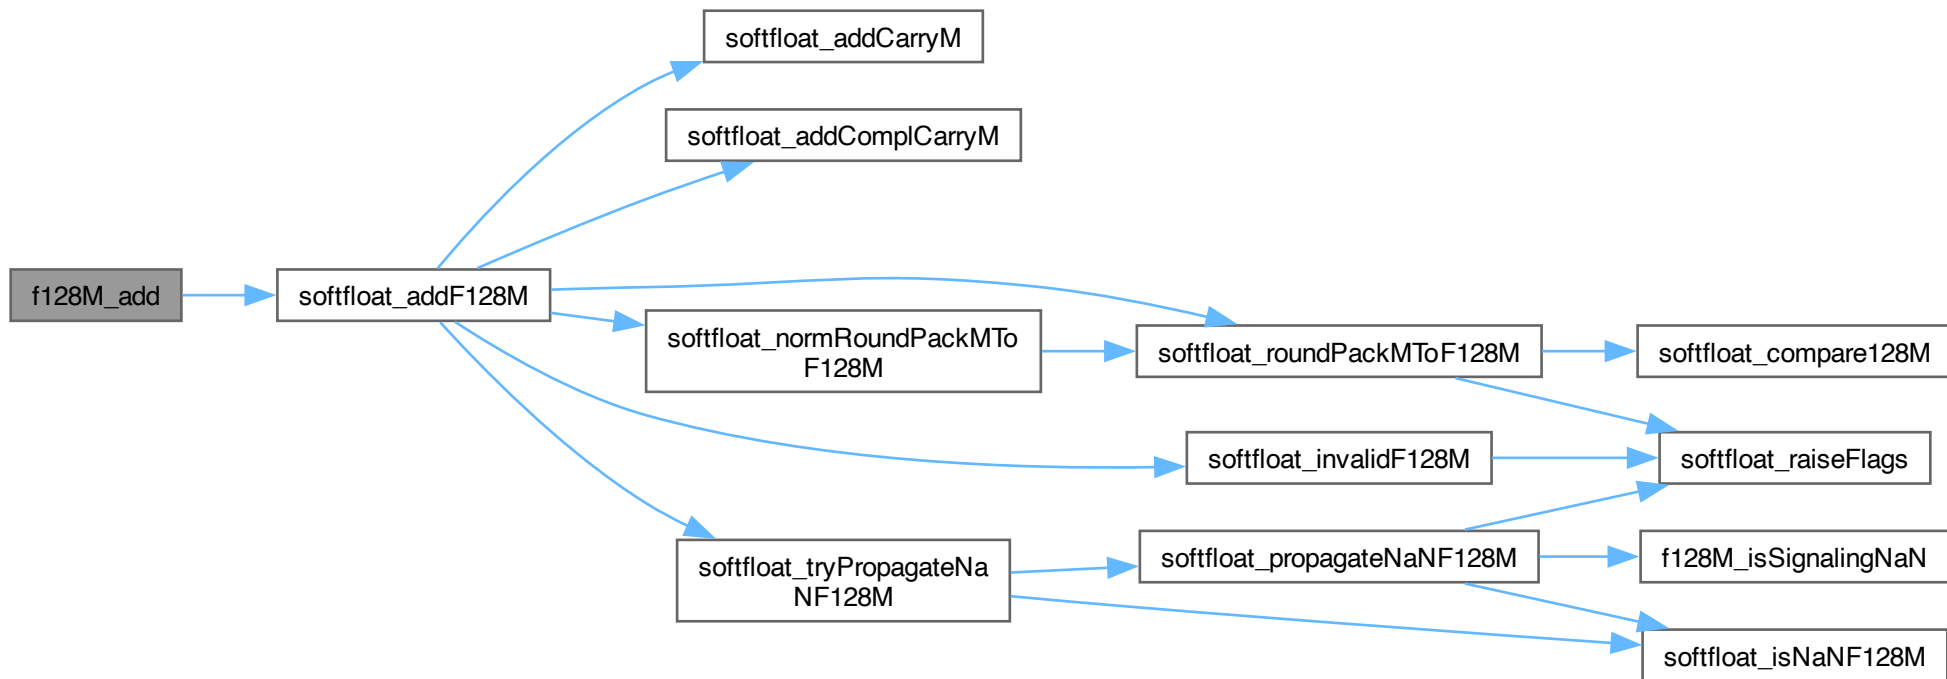 softfloat_addCarryM
softfloat_addComplCarryM
f128M_add
softfloat_addF128M
softfloat_normRoundPackMTo
F128M
softfloat_roundPackMToF128M
softfloat_compare128M
softfloat_invalidF128M
softfloat_raiseFlags
softfloat_tryPropagateNa
NF128M
softfloat_propagateNaNF128M
f128M_isSignalingNaN
softfloat_isNaNF128M